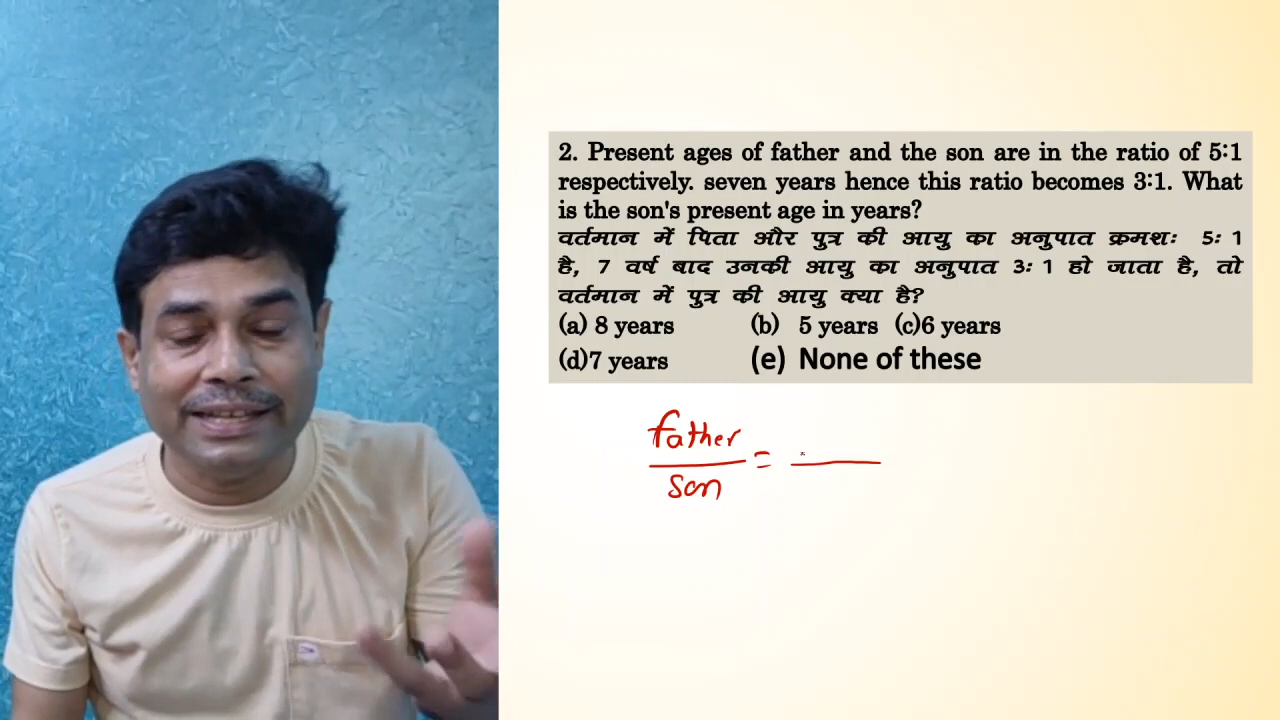 2. Present ages of father and the son are in the ratio of 5:1
respectively. seven years hence this ratio becomes 3:1. What
is the son's present age in years?
वर्तमान में पिता और पुत्र की आयु का अनुपात क्रमशः 5: 1
है, 7 वर्ष बाद उनकी आयु का अनुपात 3: 1 हो जाता है, तो
वर्तमान में पुत्र की आयु क्या है?
(a) 8 years (b) 5 years (c)6 years
(d)7 years (e) None of these
father
=
son